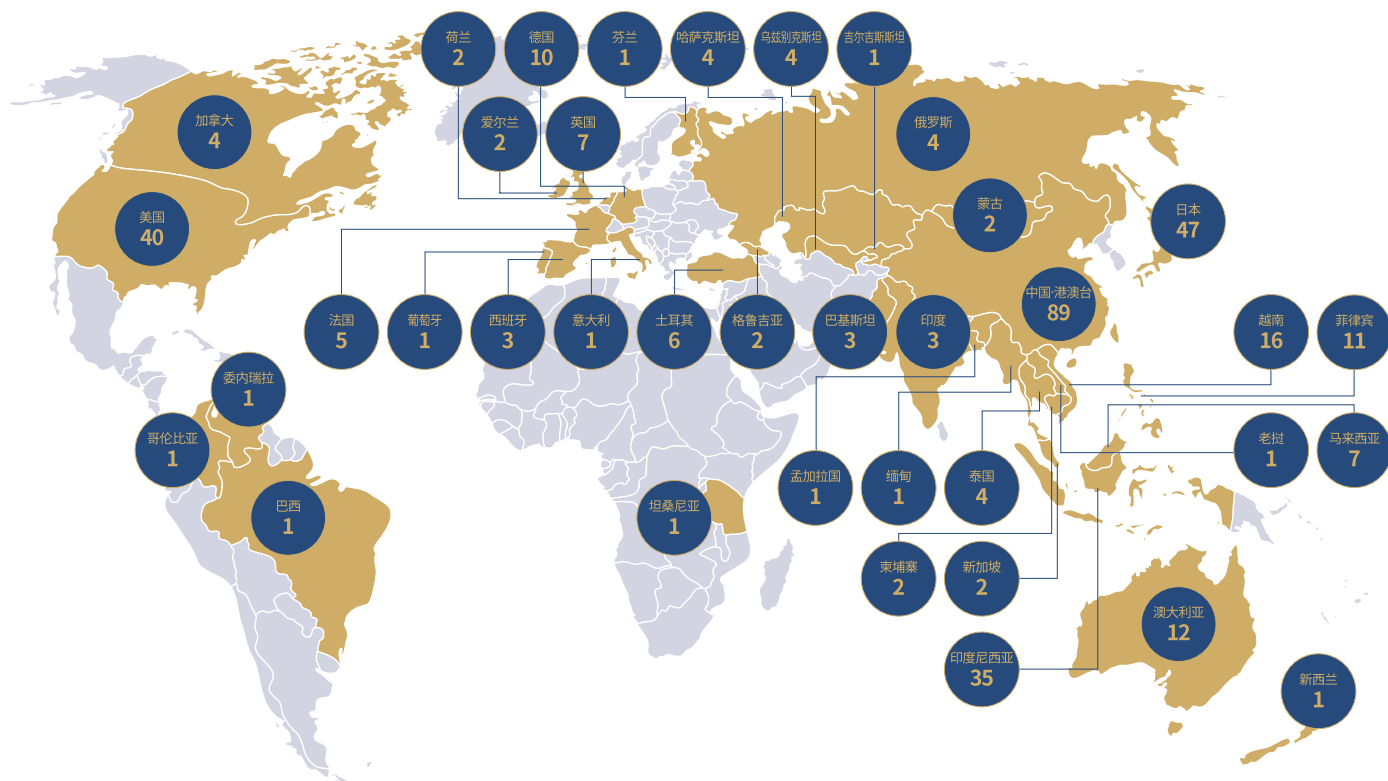 荷兰
2
德国
10
芬兰
1
哈萨克斯坦
4
乌兹别克斯坦
4
吉尔吉斯斯坦
1
加拿大
4
爱尔兰
2
英国
7
俄罗斯
4
美国
40
蒙古
2
日本
47
中国·港澳台
89
法国
5
葡萄牙
1
西班牙
3
意大利
1
土耳其
6
格鲁吉亚
2
巴基斯坦
3
印度
3
越南
16
菲律宾
11
委内瑞拉
1
哥伦比亚
1
老挝
1
马来西亚
7
孟加拉国
1
缅甸
1
泰国
4
巴西
1
坦桑尼亚
1
柬埔寨
2
新加坡
2
澳大利亚
12
印度尼西亚
35
新西兰
1